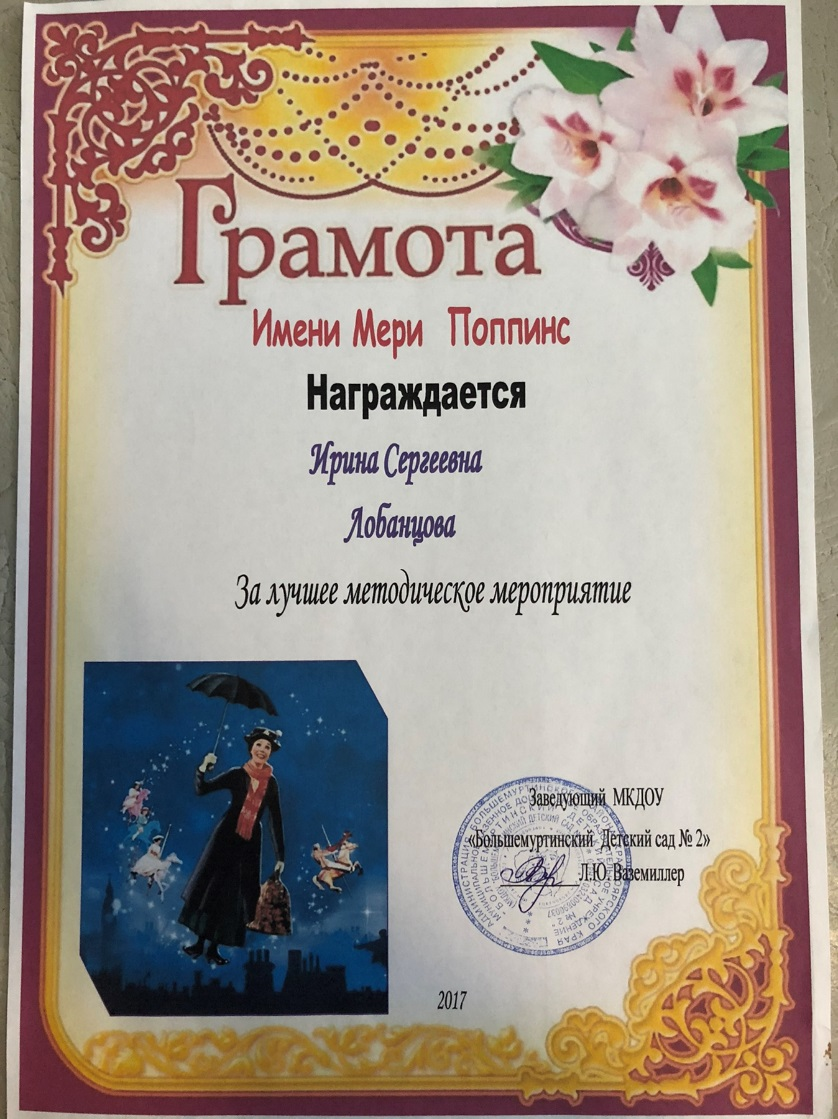 Грамота
Имени Мери Поппинс
Награждается
Ирина Сергеевна
Лобанцова
За лучшее методическое мероприятие
Заведующий МКДОУ
«Большемуртинский Детский сад № 2»
Л.Ю. Ваземиллер
2017